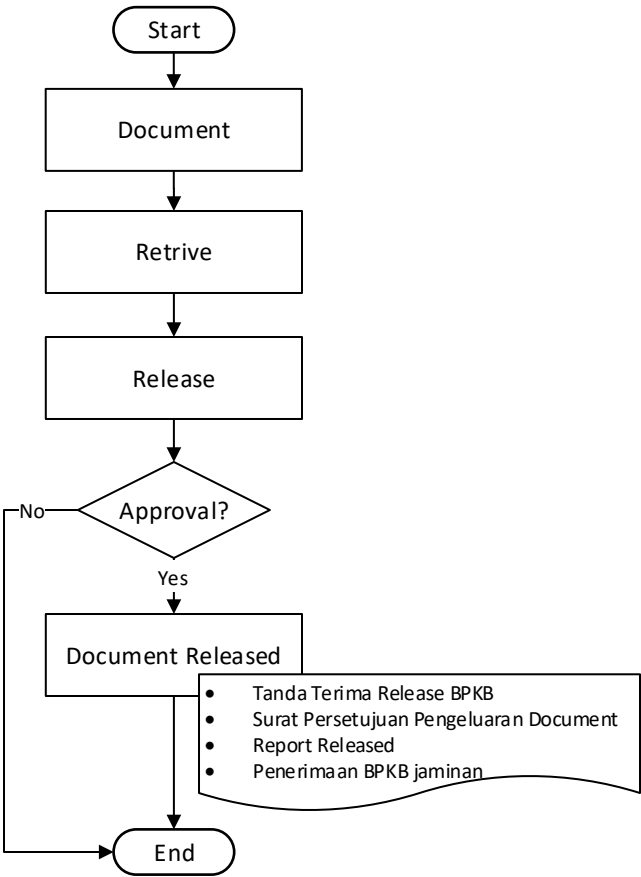 Start
Document
Retrive
Release
Approval?
No
Yes
Document Released
• Tanda Terima Release BPKB
• Surat Persetujuan Pengeluaran Document
• Report Released
• Penerimaan BPKB jaminan
End